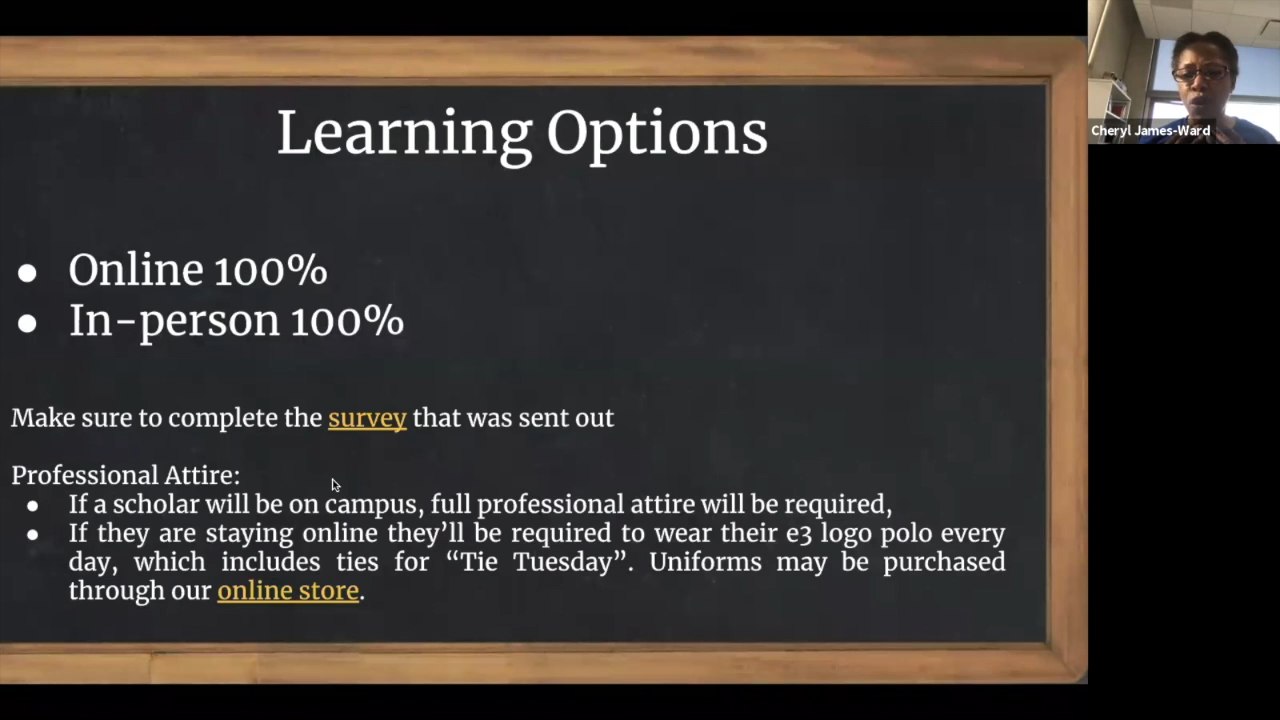 Learning Options
● Online 100%
● In-person 100%
Make sure to complete the survey that was sent out
Professional Attire:
● If a scholar will be on campus, full professional attire will be required,
● If they are staying online they’ll be required to wear their e3 logo polo every
day, which includes ties for “Tie Tuesday”. Uniforms may be purchased
through our online store.
Cheryl James-Ward